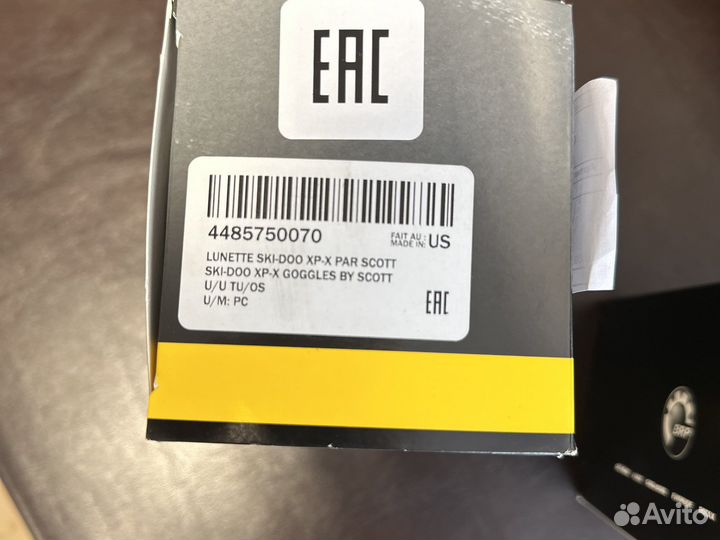 EAC
4485750070
FAIT AU :
MADE IN: US
LUNETTE SKI-DOO XP-X PAR SCOTT
SKI-DOO XP-X GOGGLES BY SCOTT
U/U TU/OS
U/M: PC
EAC
BRP
Avito